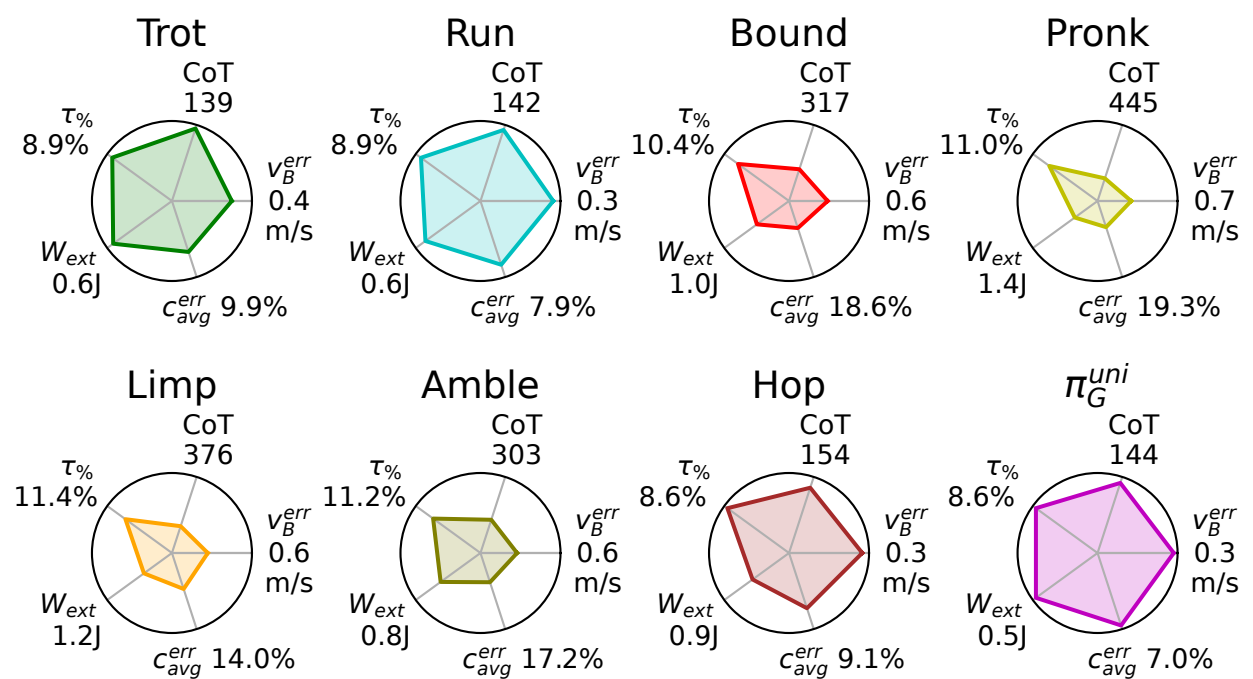 Trot
CoT
139
τ%
8.9%
v_B^err
0.4
m/s
W_ext
0.6J
c_avg^err 9.9%
Run
CoT
142
τ%
8.9%
v_B^err
0.3
m/s
W_ext
0.6J
c_avg^err 7.9%
Bound
CoT
317
τ%
10.4%
v_B^err
0.6
m/s
W_ext
1.0J
c_avg^err 18.6%
Pronk
CoT
445
τ%
11.0%
v_B^err
0.7
m/s
W_ext
1.4J
c_avg^err 19.3%
Limp
CoT
376
τ%
11.4%
v_B^err
0.6
m/s
W_ext
1.2J
c_avg^err 14.0%
Amble
CoT
303
τ%
11.2%
v_B^err
0.6
m/s
W_ext
0.8J
c_avg^err 17.2%
Hop
CoT
154
τ%
8.6%
v_B^err
0.3
m/s
W_ext
0.9J
c_avg^err 9.1%
π_G^uni
CoT
144
τ%
8.6%
v_B^err
0.3
m/s
W_ext
0.5J
c_avg^err 7.0%